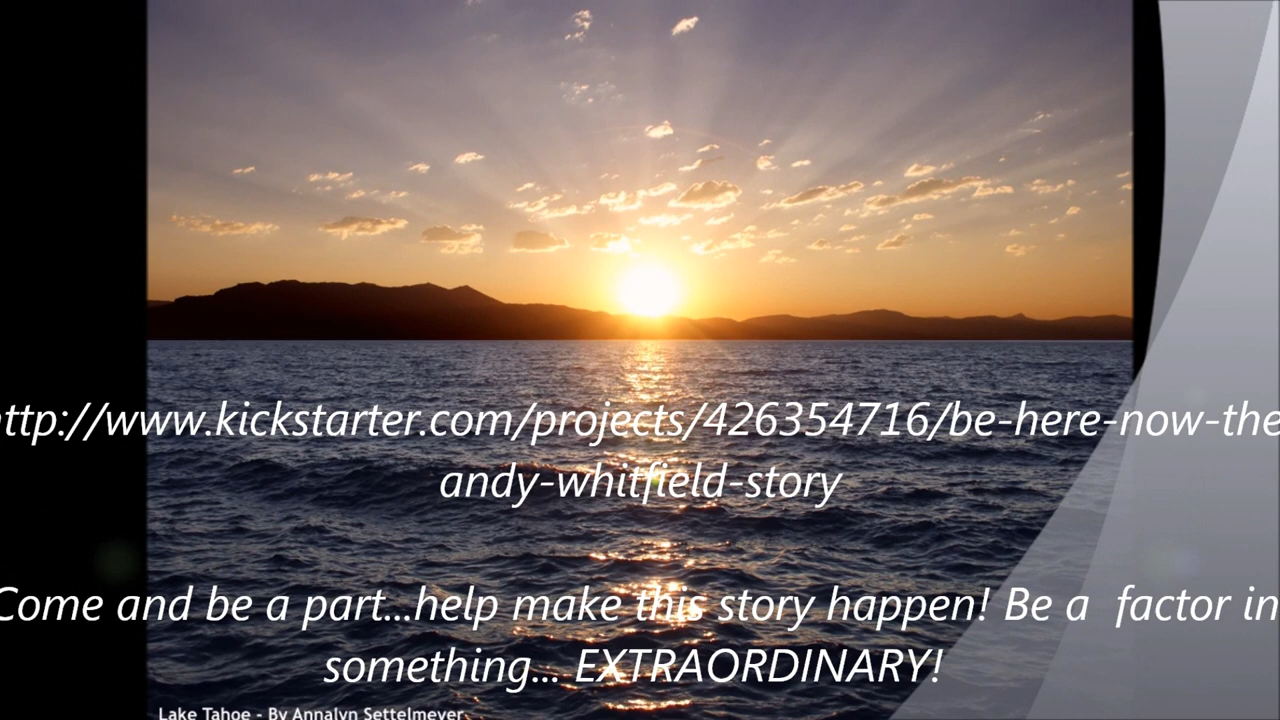 http://www.kickstarter.com/projects/426354716/be-here-now-the
andy-whitfield-story
Come and be a part...help make this story happen! Be a  factor in
something... EXTRAORDINARY!
Lake Tahoe - By Annalyn Settelmeyer